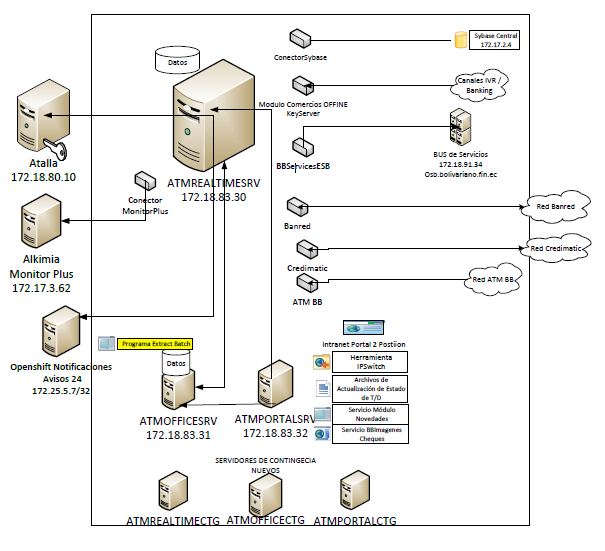 Sybase Central
172.17.2.4
ConectorSybase
Datos
Canales IVR /
Banking
Modulo Comercios OFFINE
KeyServer
BUS de Servicios
172.18.91.34
Osb.bolivariano.fin.ec
BBServicesESB
Atalla
172.18.80.10
ATMREALTIMESRV
172.18.83.30
Conector
MonitorPlus
Red Banred
Banred
Alkimia
Monitor Plus
172.17.3.62
Red Credimatic
Credimatic
Red ATM BB
ATM BB
Programa Extract Batch
Intranet Portal 2 Postiion
Openshift Notificaciones
Avisos 24
172.25.5.7/32
Datos
Herramienta
IPSwitch
Archivos de
Actualización de Estado
de T/D
Servicio Módulo
Novedades
Servicio BBImagenes
Cheques
ATMOFFICESRV
172.18.83.31
ATMPORTALSRV
172.18.83.32
SERVIDORES DE CONTINGECIA
NUEVOS
ATMREALTIMECTG
ATMOFFICECTG
ATMPORTALCTG